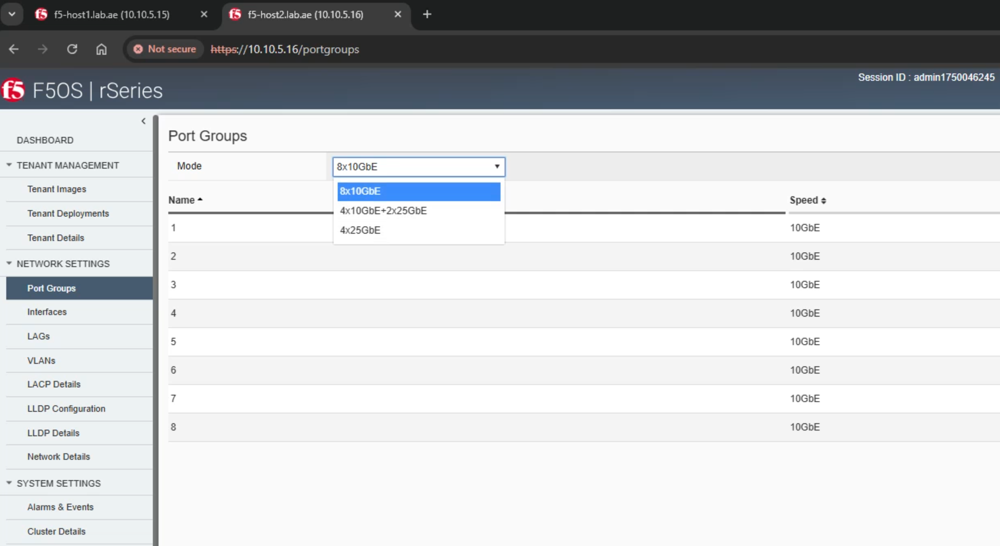 f5 f5-host1.lab.ae (10.10.5.15) f5 f5-host2.lab.ae (10.10.5.16)
Not secure https://10.10.5.16/portgroups
Session ID : admin1750046245
f5 F5OS | rSeries
DASHBOARD
TENANT MANAGEMENT
Tenant Images
Tenant Deployments
Tenant Details
NETWORK SETTINGS
Port Groups
Interfaces
LAGs
VLANs
LACP Details
LLDP Configuration
LLDP Details
Network Details
SYSTEM SETTINGS
Alarms & Events
Cluster Details
Port Groups
Mode 8x10GbE
8x10GbE
4x10GbE+2x25GbE
4x25GbE
Name Speed
1 10GbE
2 10GbE
3 10GbE
4 10GbE
5 10GbE
6 10GbE
7 10GbE
8 10GbE